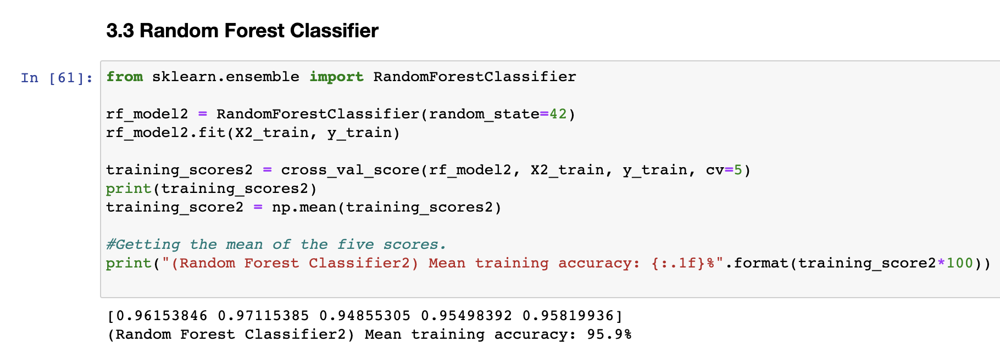 3.3 Random Forest Classifier
In [61]:
from sklearn.ensemble import RandomForestClassifier
rf_model2 = RandomForestClassifier(random_state=42)
rf_model2.fit(X2_train, y_train)
training_scores2 = cross_val_score(rf_model2, X2_train, y_train, cv=5)
print(training_scores2)
training_score2 = np.mean(training_scores2)
#Getting the mean of the five scores.
print("(Random Forest Classifier2) Mean training accuracy: {:.1f}%".format(training_score2*100))
[0.96153846 0.97115385 0.94855305 0.95498392 0.95819936]
(Random Forest Classifier2) Mean training accuracy: 95.9%